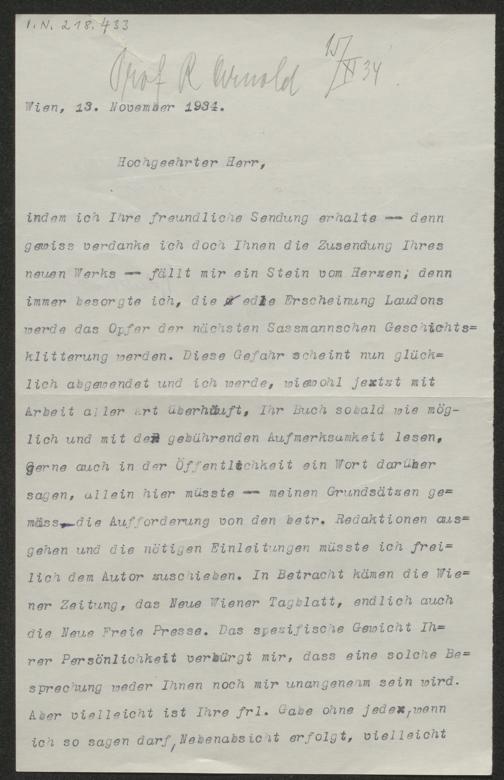 I.N. 218.433
Prof R Arnold 15/XI 34
Wien, 13. November 1934.
Hochgeehrter Herr,
indem ich Ihre freundliche Sendung erhalte — denn
gewiss verdanke ich doch Ihnen die Zusendung Ihres
neuen Werks — fällt mir ein Stein vom Herzen; denn
immer besorgte ich, die edle Erscheinung Laudons
werde das Opfer der nächsten Sassmannschen Geschichts=
klitterung werden. Diese Gefahr scheint nun glück=
lich abgewendet und ich werde, wiewohl jextzt mit
Arbeit aller Art überhäuft, Ihr Buch sobald wie mög-
lich und mit der gebührenden Aufmerksamkeit lesen,
gerne auch in der Öffentlichkeit ein Wort darüber
sagen, allein hier müsste — meinen Grundsätzen ge=
mäss — die Aufforderung von den betr. Redaktionen aus=
gehen und die nötigen Einleitungen müsste ich frei=
lich dem Autor zuschieben. In Betracht kämen die Wie=
ner Zeitung, das Neue Wiener Tagblatt, endlich auch
die Neue Freie Presse. Das spezifische Gewicht Ih=
rer Persönlichkeit verbürgt mir, dass eine solche Be=
sprechung weder Ihnen noch mir unangenehm sein wird.
Aber vielleicht ist Ihre frl. Gabe ohne jede, wenn
ich so sagen darf, Nebenabsicht erfolgt, vielleicht